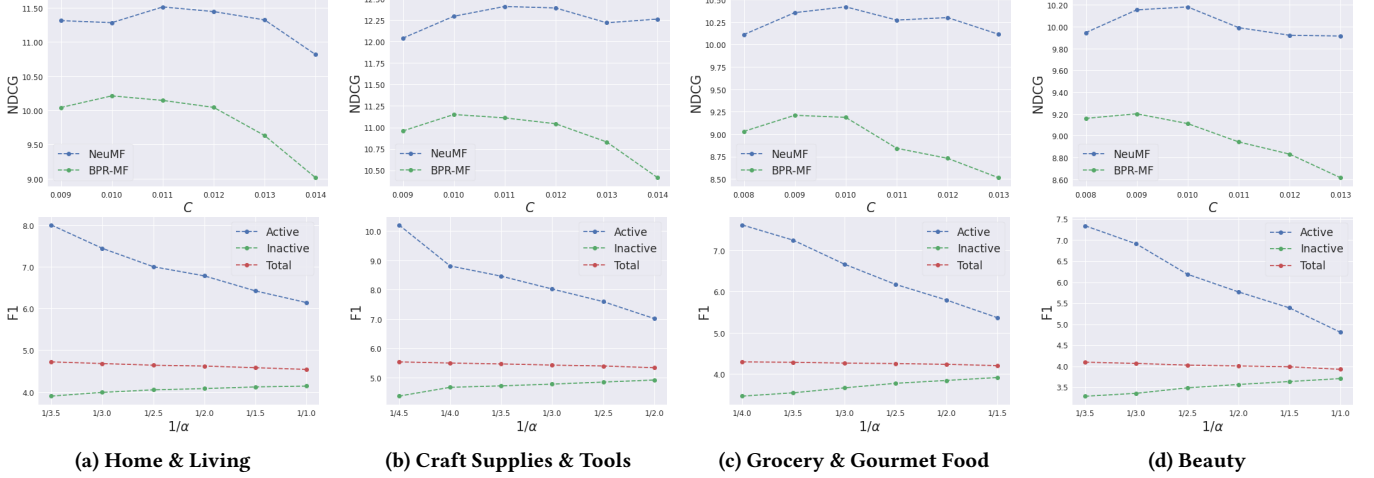 11.50
11.00
10.50
10.00
9.50
9.00
NDCG
NeuMF
BPR-MF
0.009 0.010 0.011 0.012 0.013 0.014
C
12.50
12.25
12.00
11.75
11.50
11.25
11.00
10.75
10.50
NDCG
NeuMF
BPR-MF
0.009 0.010 0.011 0.012 0.013 0.014
C
10.50
10.25
10.00
9.75
9.50
9.25
9.00
8.75
8.50
NDCG
NeuMF
BPR-MF
0.008 0.009 0.010 0.011 0.012 0.013
C
10.20
10.00
9.80
9.60
9.40
9.20
9.00
8.80
8.60
NDCG
NeuMF
BPR-MF
0.008 0.009 0.010 0.011 0.012 0.013
C
8.0
7.0
6.0
5.0
4.0
F1
Active
Inactive
Total
1/3.5 1/3.0 1/2.5 1/2.0 1/1.5 1/1.0
1/α
10.0
9.0
8.0
7.0
6.0
5.0
F1
Active
Inactive
Total
1/4.5 1/4.0 1/3.5 1/3.0 1/2.5 1/2.0
1/α
7.0
6.0
5.0
4.0
F1
Active
Inactive
Total
1/4.0 1/3.5 1/3.0 1/2.5 1/2.0 1/1.5
1/α
7.5
7.0
6.5
6.0
5.5
5.0
4.5
4.0
3.5
F1
Active
Inactive
Total
1/3.5 1/3.0 1/2.5 1/2.0 1/1.5 1/1.0
1/α
(a) Home & Living
(b) Craft Supplies & Tools
(c) Grocery & Gourmet Food
(d) Beauty